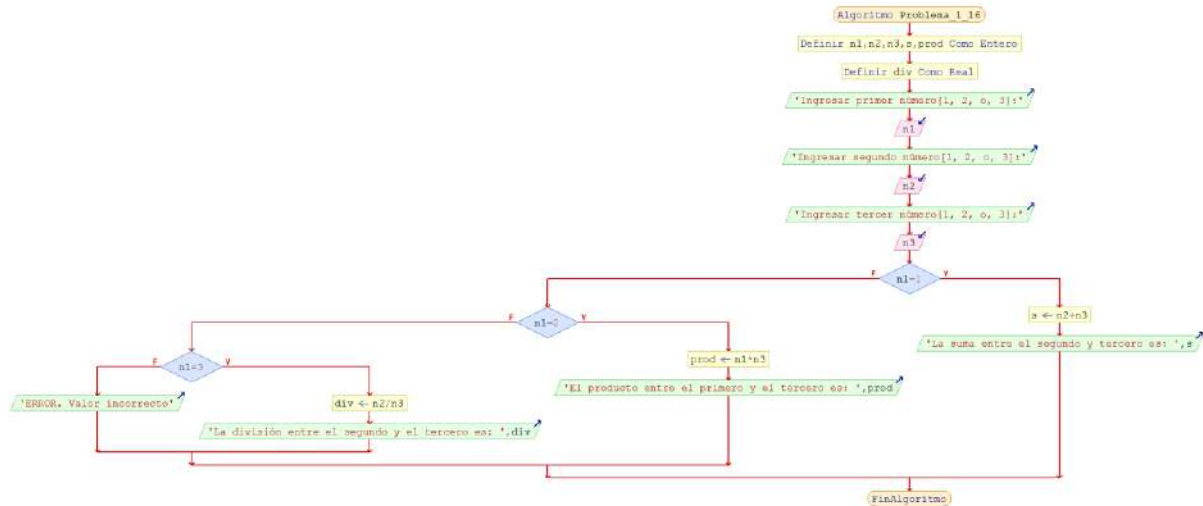 Algoritmo Problema_1_16
Definir n1,n2,n3,s,prod Como Entero
Definir div Como Real
'Ingresar primer número[1, 2, o, 3]:'
n1
'Ingresar segundo número[1, 2, o, 3]:'
n2
'Ingresar tercer número[1, 2, o, 3]:'
n3
F n1=1 V
F n1=2 V
s ← n2+n3
'La suma entre el segundo y tercero es: ',s
F n1=3 V
prod ← n1*n3
'El producto entre el primero y el tercero es: ',prod
'ERROR. Valor incorrecto'
div ← n2/n3
'La división entre el segundo y el tercero es: ',div
FinAlgoritmo